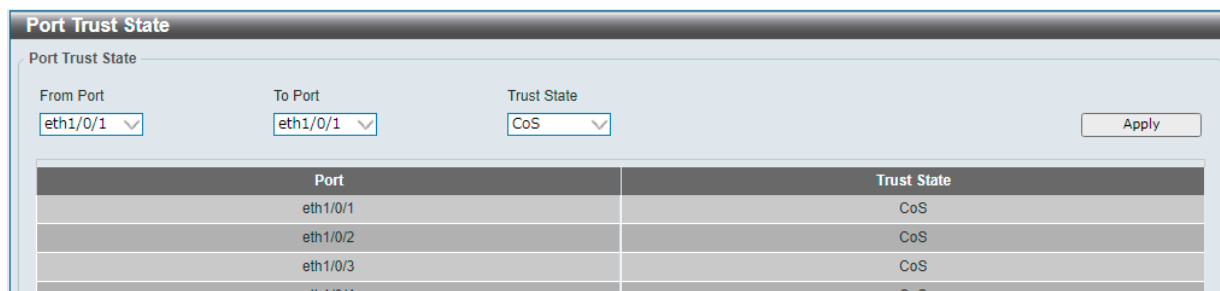 Port Trust State
Port Trust State
From Port To Port Trust State
eth1/0/1 eth1/0/1 CoS Apply
Port Trust State
eth1/0/1 CoS
eth1/0/2 CoS
eth1/0/3 CoS